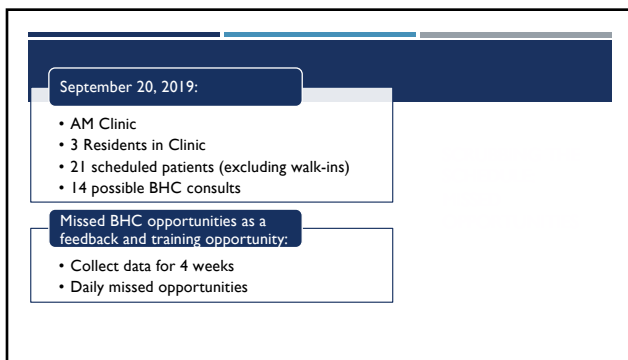 September 20, 2019:
• AM Clinic
• 3 Residents in Clinic
• 21 scheduled patients (excluding walk-ins)
• 14 possible BHC consults
Missed BHC opportunities as a
feedback and training opportunity:
• Collect data for 4 weeks
• Daily missed opportunities